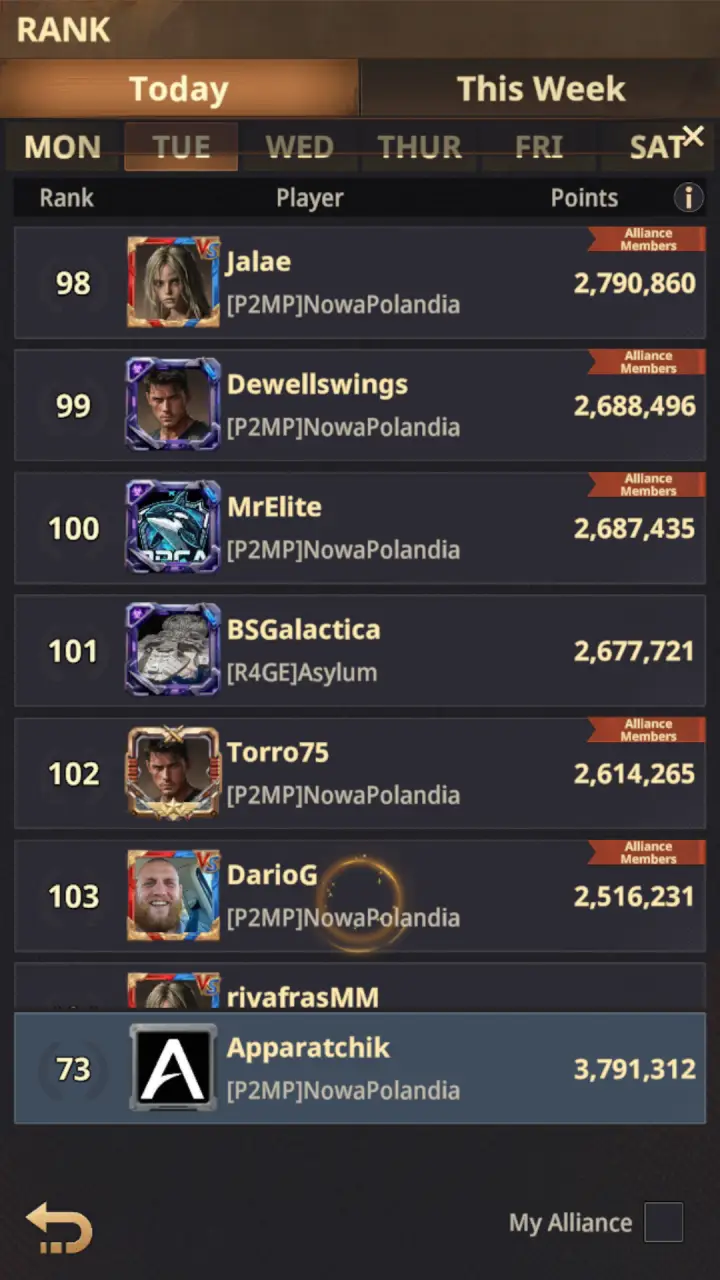 RANK
Today
This Week
MON
TUE
WED
THUR
FRI
SAT
Rank
Player
Points
Alliance
Members
98
Jalae
[P2MP]NowaPolandia
2,790,860
Alliance
Members
99
Dewellswings
[P2MP]NowaPolandia
2,688,496
Alliance
Members
100
MrElite
[P2MP]NowaPolandia
2,687,435
101
BSGalactica
[R4GE]Asylum
2,677,721
Alliance
Members
102
Torro75
[P2MP]NowaPolandia
2,614,265
Alliance
Members
103
DarioG
[P2MP]NowaPolandia
2,516,231
rivafrasMM
73
Apparatchik
[P2MP]NowaPolandia
3,791,312
My Alliance